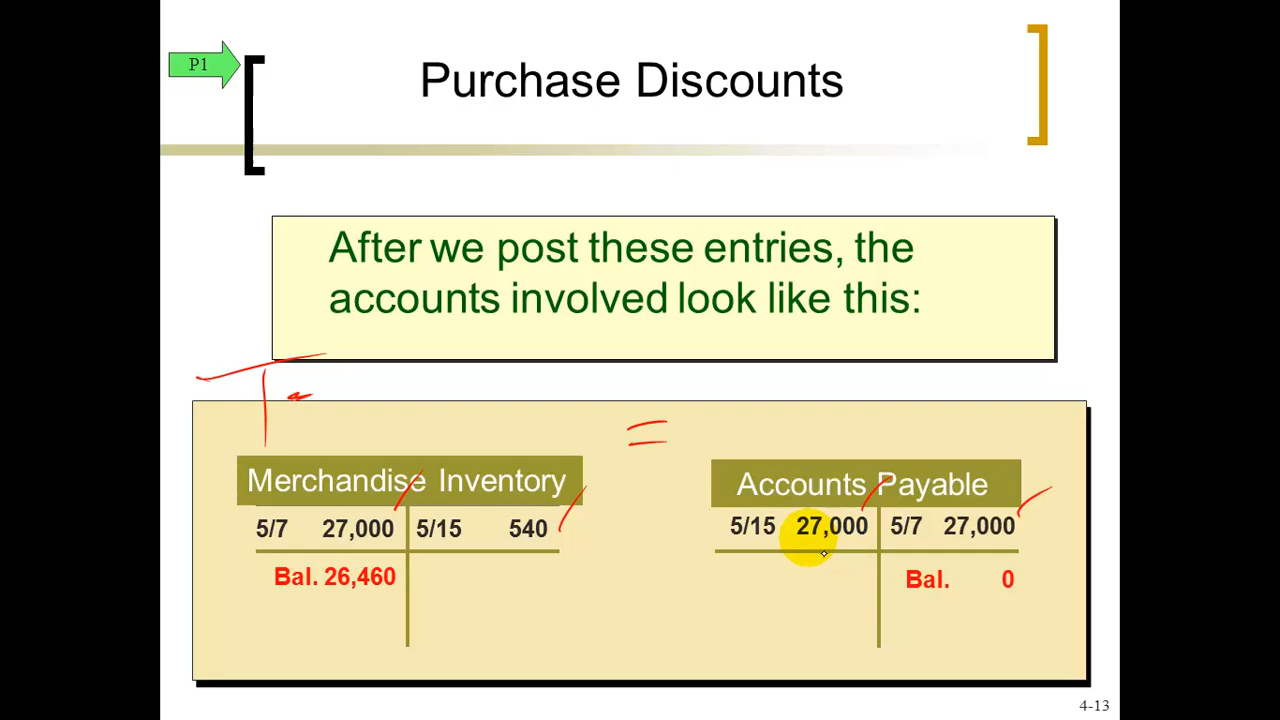 P1
Purchase Discounts
After we post these entries, the
accounts involved look like this:
=
Merchandise Inventory
5/7 27,000 5/15 540
Bal. 26,460
Accounts Payable
5/15 27,000 5/7 27,000
Bal. 0
4-13